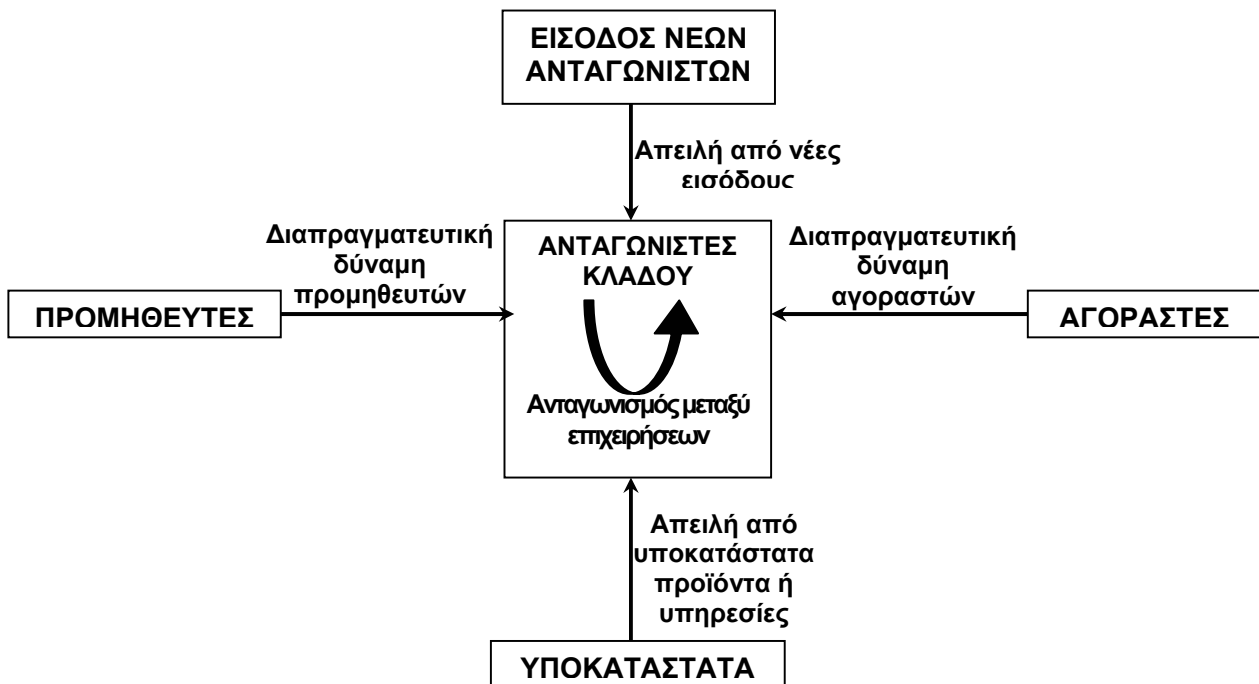 ΕΙΣΟΔΟΣ ΝΕΩΝ
ΑΝΤΑΓΩΝΙΣΤΩΝ
Απειλή από νέες
εισόδους
Διαπραγματευτική
δύναμη
προμηθευτών
ΠΡΟΜΗΘΕΥΤΕΣ
ΑΝΤΑΓΩΝΙΣΤΕΣ
ΚΛΑΔΟΥ
Ανταγωνισμός μεταξύ
επιχειρήσεων
Διαπραγματευτική
δύναμη
αγοραστών
ΑΓΟΡΑΣΤΕΣ
Απειλή από
υποκατάστατα
προϊόντα ή
υπηρεσίες
ΥΠΟΚΑΤΑΣΤΑΤΑ